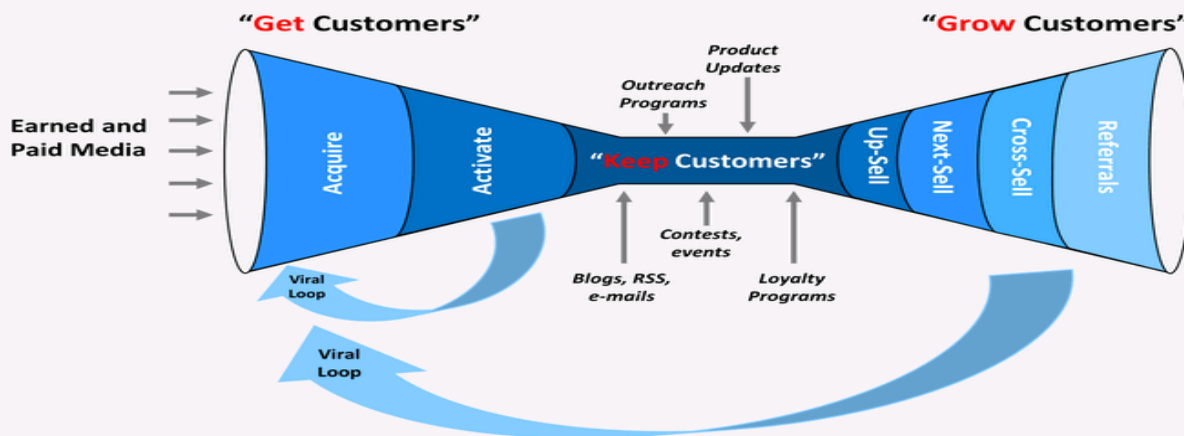 "Get Customers"
"Grow Customers"
Earned and
Paid Media
Acquire
Activate
"Keep Customers"
Outreach
Programs
Product
Updates
Blogs, RSS,
e-mails
Contests,
events
Loyalty
Programs
Up-Sell
Next-Sell
Cross-Sell
Referrals
Viral
Loop
Viral
Loop